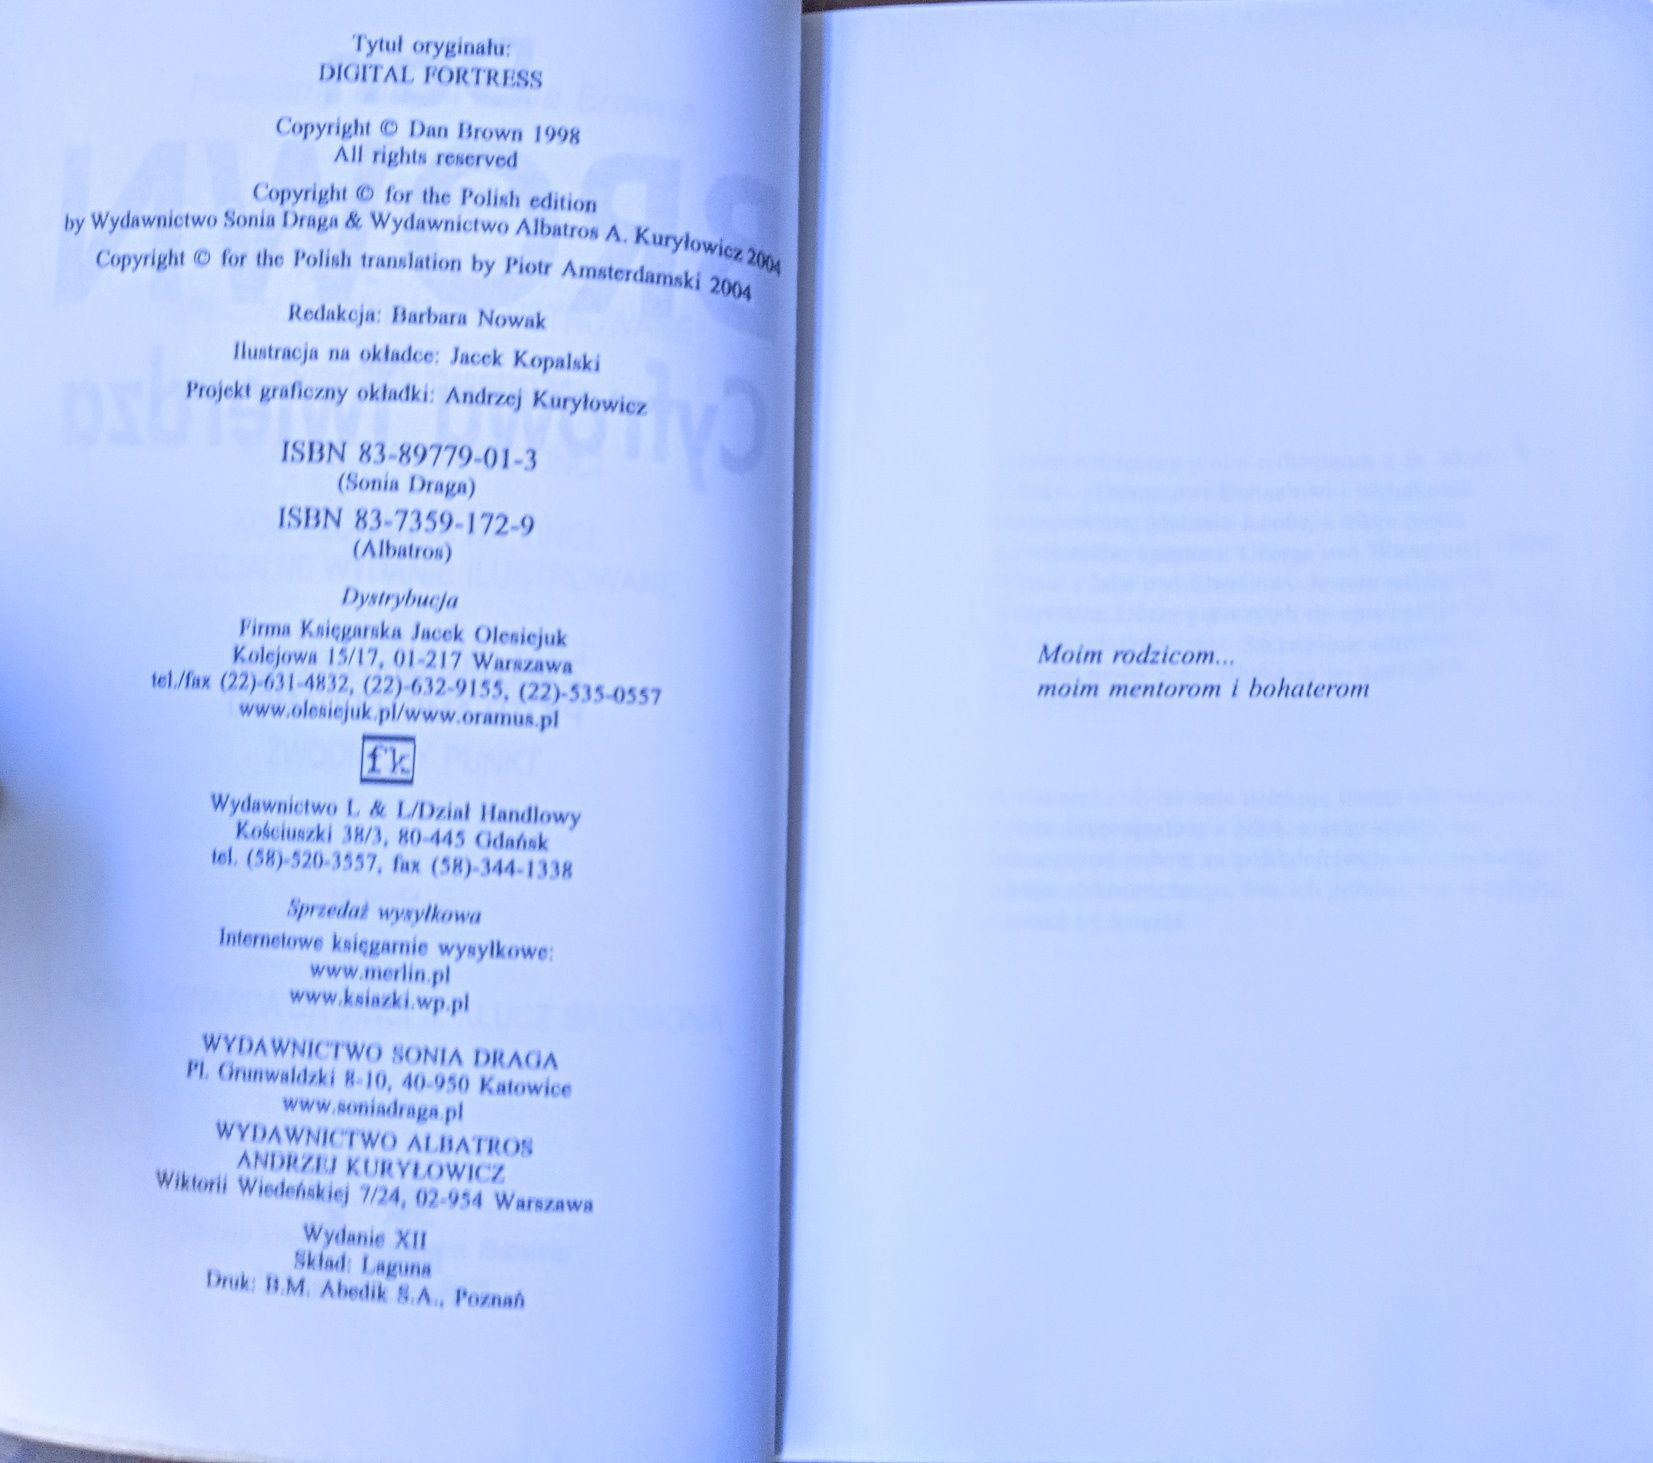 Tytuł oryginału:
DIGITAL FORTRESS
Copyright © Dan Brown 1998
All rights reserved
Copyright © for the Polish edition
by Wydawnictwo Sonia Draga & Wydawnictwo Albatros A. Kuryłowicz 2004
Copyright © for the Polish translation by Piotr Amsterdamski 2004
Redakcja: Barbara Nowak
Ilustracja na okładce: Jacek Kopalski
Projekt graficzny okładki: Andrzej Kuryłowicz
ISBN 83-89779-01-3
(Sonia Draga)
ISBN 83-7359-172-9
(Albatros)
Dystrybucja
Firma Księgarska Jacek Olesiejuk
Kolejowa 15/17, 01-217 Warszawa
tel./fax (22)-631-4832, (22)-632-9155, (22)-535-0557
www.olesiejuk.pl/www.oramus.pl
fk
Wydawnictwo L & L/Dział Handlowy
Kościuszki 38/3, 80-445 Gdańsk
tel. (58)-520-3557, fax (58)-344-1338
Sprzedaż wysyłkowa
Internetowe księgarnie wysyłkowe:
www.merlin.pl
www.ksiazki.wp.pl
WYDAWNICTWO SONIA DRAGA
Pl. Grunwaldzki 8-10, 40-950 Katowice
www.soniadraga.pl
WYDAWNICTWO ALBATROS
ANDRZEJ KURYŁOWICZ
Wiktorii Wiedeńskiej 7/24, 02-954 Warszawa
Wydanie XII
Skład: Laguna
Druk: B.M. Abedik S.A., Poznań
Moim rodzicom...
moim mentorom i bohaterom